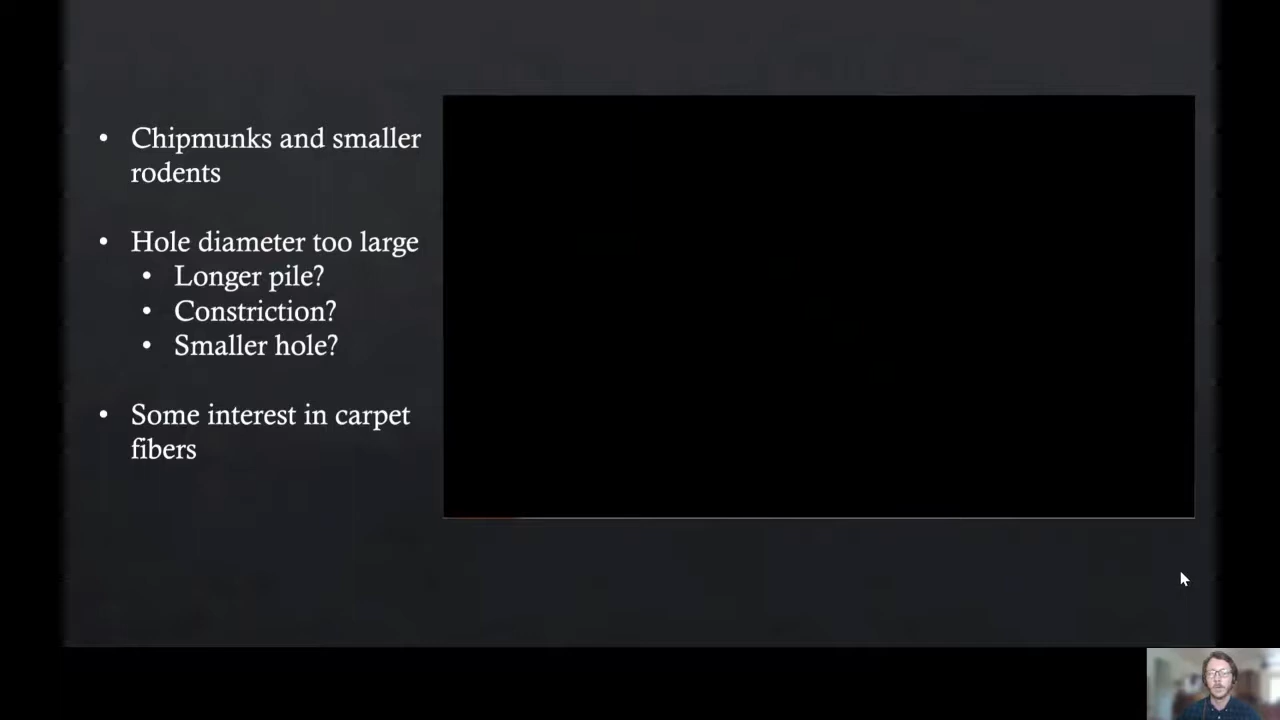 • Chipmunks and smaller
rodents
• Hole diameter too large
• Longer pile?
• Constriction?
• Smaller hole?
• Some interest in carpet
fibers